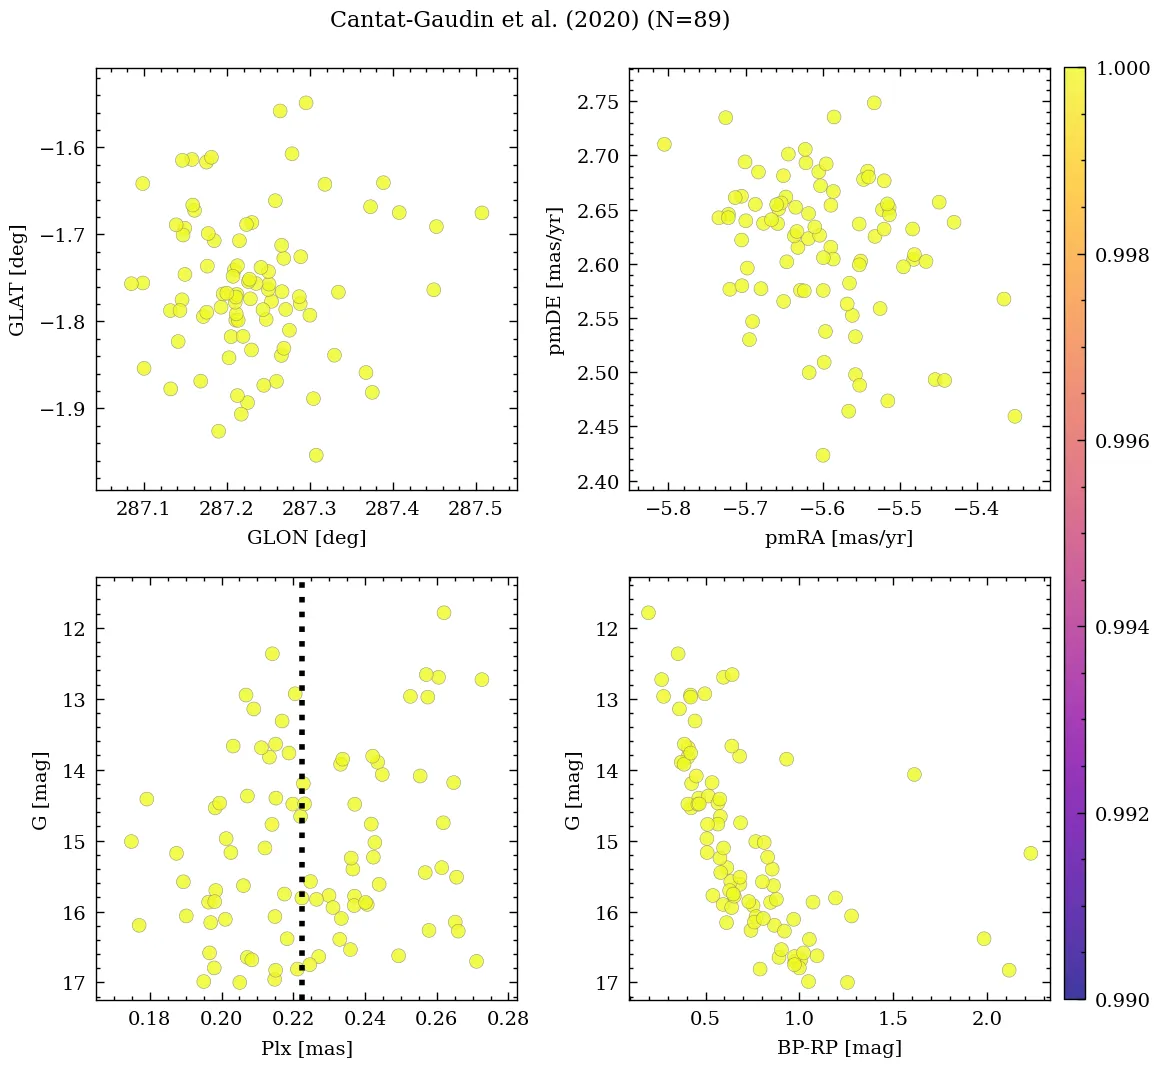 Cantat-Gaudin et al. (2020) (N=89)
GLAT [deg]
−1.6
−1.7
−1.8
−1.9
287.1 287.2 287.3 287.4 287.5
GLON [deg]
pmDE [mas/yr]
2.75
2.70
2.65
2.60
2.55
2.50
2.45
2.40
−5.8 −5.7 −5.6 −5.5 −5.4
pmRA [mas/yr]
G [mag]
12
13
14
15
16
17
0.18 0.20 0.22 0.24 0.26 0.28
Plx [mas]
G [mag]
12
13
14
15
16
17
0.5 1.0 1.5 2.0
BP-RP [mag]
1.000
0.998
0.996
0.994
0.992
0.990